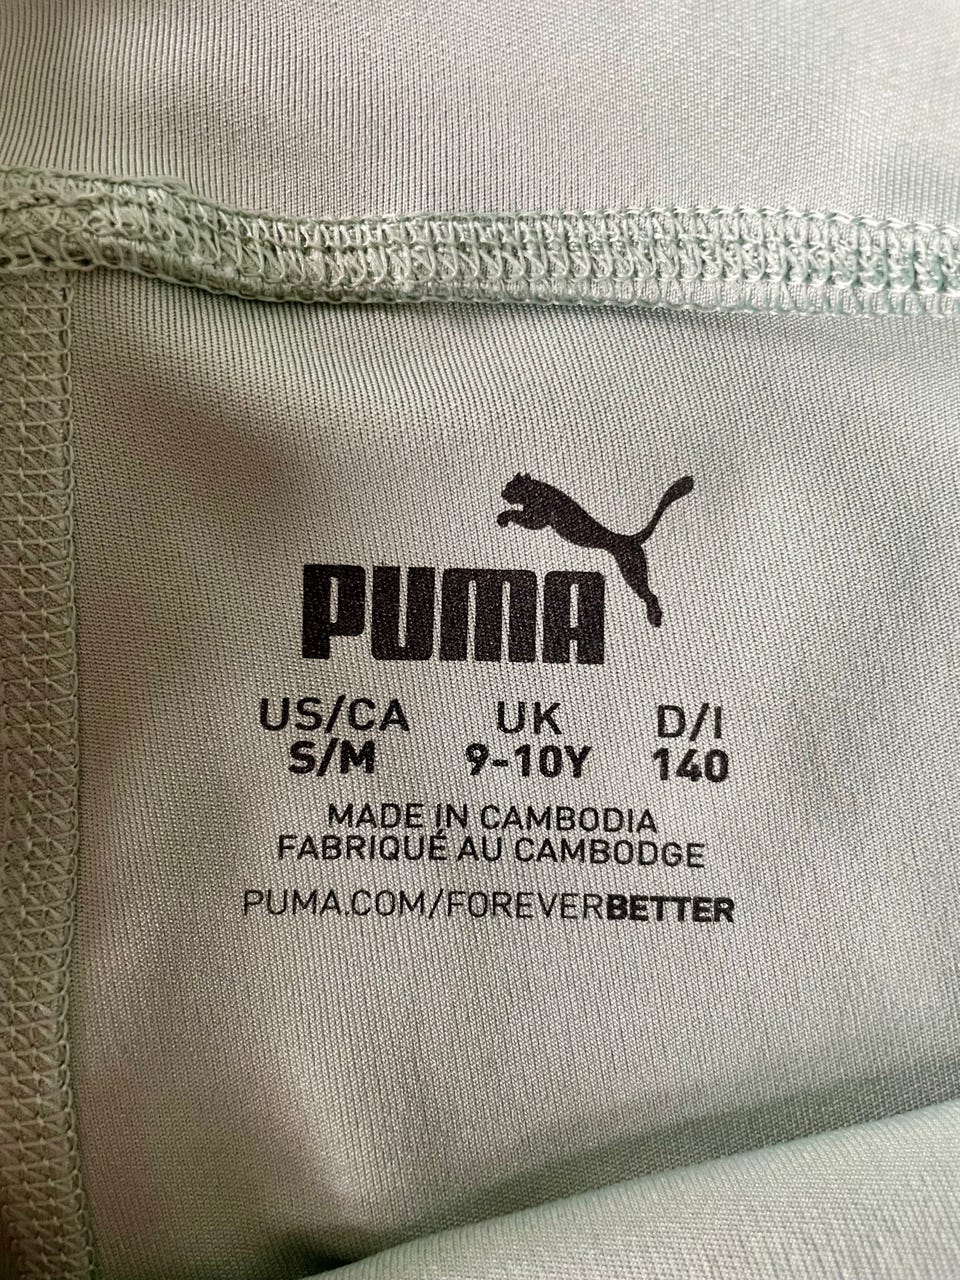 PUMA
US/CA UK D/I
S/M 9-10Y 140
MADE IN CAMBODIA
FABRIQUÉ AU CAMBODGE
PUMA.COM/FOREVERBETTER